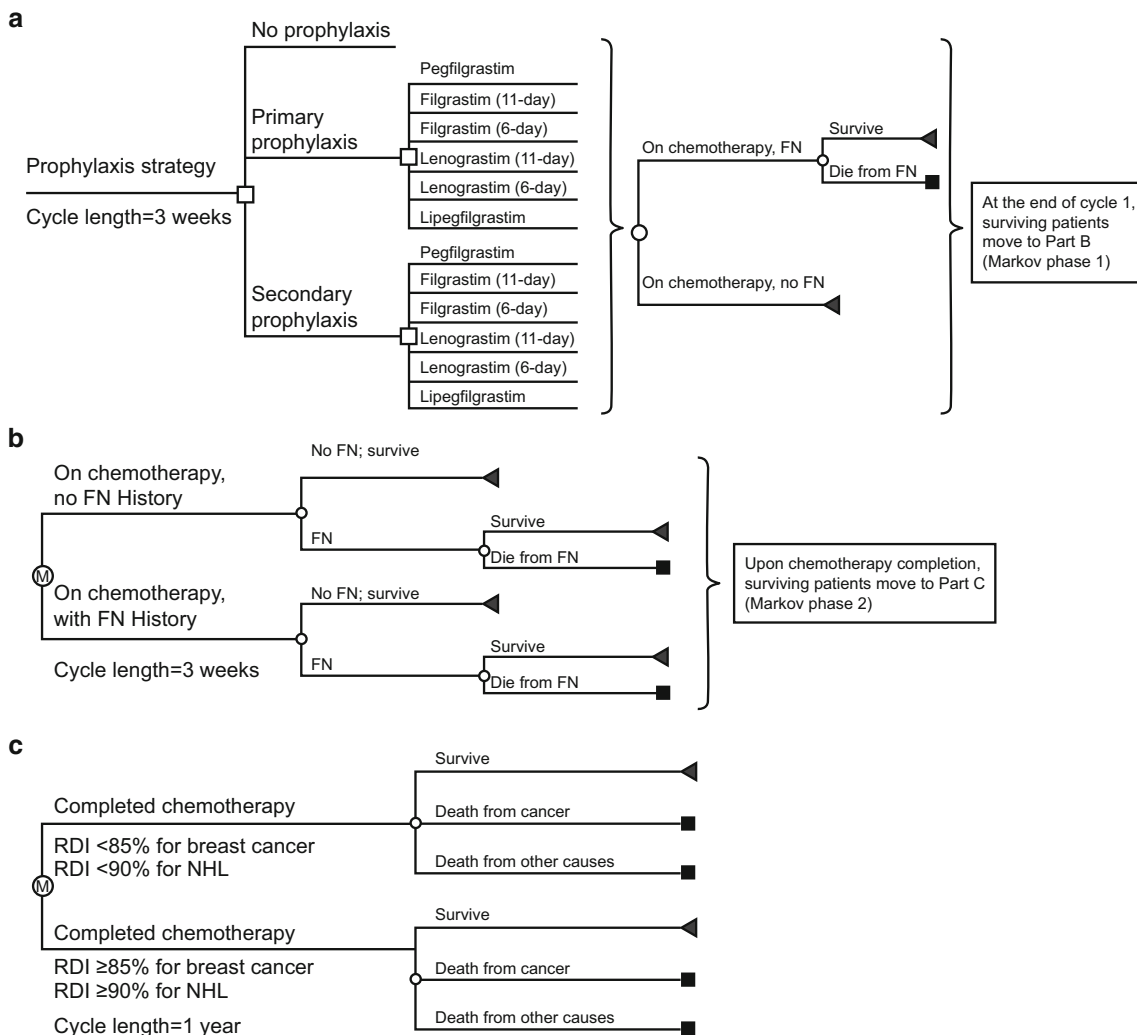 a
No prophylaxis
Pegfilgrastim
Filgrastim (11-day)
Primary
prophylaxis
Filgrastim (6-day)
Lenograstim (11-day)
Lenograstim (6-day)
Lipegfilgrastim
Prophylaxis strategy
Cycle length=3 weeks
Pegfilgrastim
Filgrastim (11-day)
Secondary
prophylaxis
Filgrastim (6-day)
Lenograstim (11-day)
Lenograstim (6-day)
Lipegfilgrastim
On chemotherapy, FN
Survive
Die from FN
On chemotherapy, no FN
At the end of cycle 1,
surviving patients
move to Part B
(Markov phase 1)
b
On chemotherapy,
no FN History
No FN; survive
FN
Survive
Die from FN
M
On chemotherapy,
with FN History
No FN; survive
FN
Survive
Die from FN
Cycle length=3 weeks
Upon chemotherapy completion,
surviving patients move to Part C
(Markov phase 2)
c
Completed chemotherapy
RDI <85% for breast cancer
RDI <90% for NHL
Survive
Death from cancer
Death from other causes
M
Completed chemotherapy
RDI ≥85% for breast cancer
RDI ≥90% for NHL
Cycle length=1 year
Survive
Death from cancer
Death from other causes